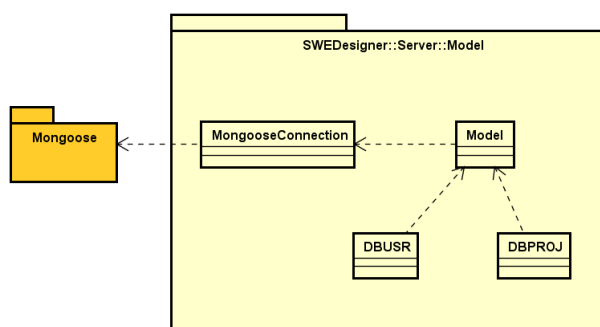 SWEDesigner::Server::Model
Mongoose
MongooseConnection
Model
DBUSR
DBPROJ